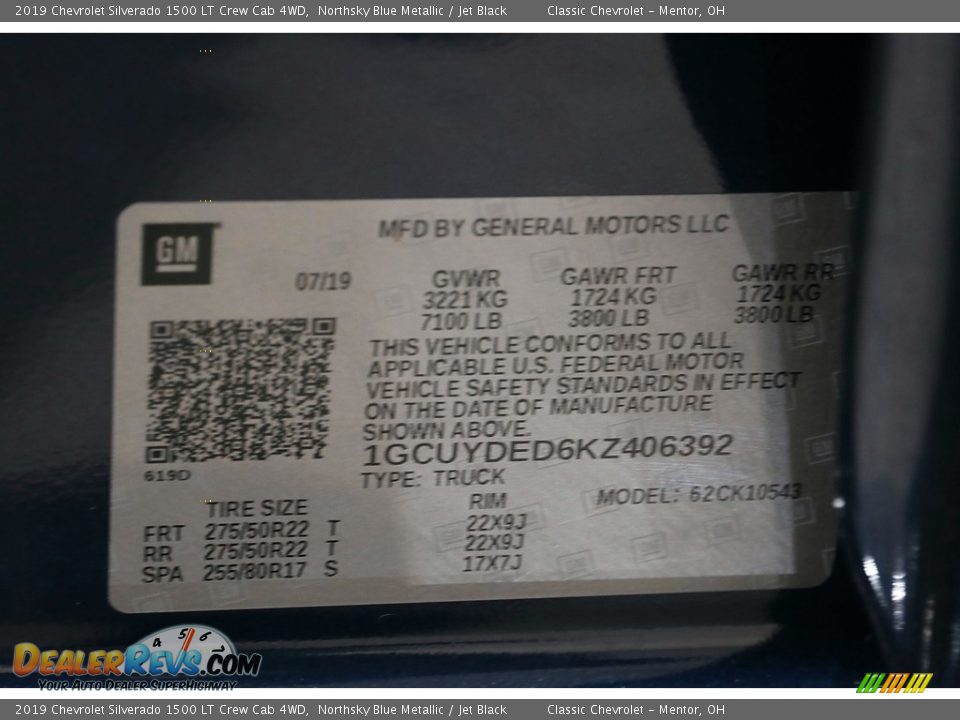 2019 Chevrolet Silverado 1500 LT Crew Cab 4WD, Northsky Blue Metallic / Jet Black Classic Chevrolet - Mentor, OH
GM
MFD BY GENERAL MOTORS LLC
07/19 GVWR GAWR FRT GAWR RR
3221 KG 1724 KG 1724 KG
7100 LB 3800 LB 3800 LB
THIS VEHICLE CONFORMS TO ALL
APPLICABLE U.S. FEDERAL MOTOR
VEHICLE SAFETY STANDARDS IN EFFECT
ON THE DATE OF MANUFACTURE
SHOWN ABOVE.
1GCUYDED6KZ406392
619D
TYPE: TRUCK
TIRE SIZE RIM MODEL: 62CK10543
FRT 275/50R22 T 22X9J
RR 275/50R22 T 22X9J
SPA 255/80R17 S 17X7J
4 5 6
DEALERREVS.COM
YOUR AUTO DEALER SUPERHIGHWAY
2019 Chevrolet Silverado 1500 LT Crew Cab 4WD, Northsky Blue Metallic / Jet Black Classic Chevrolet - Mentor, OH